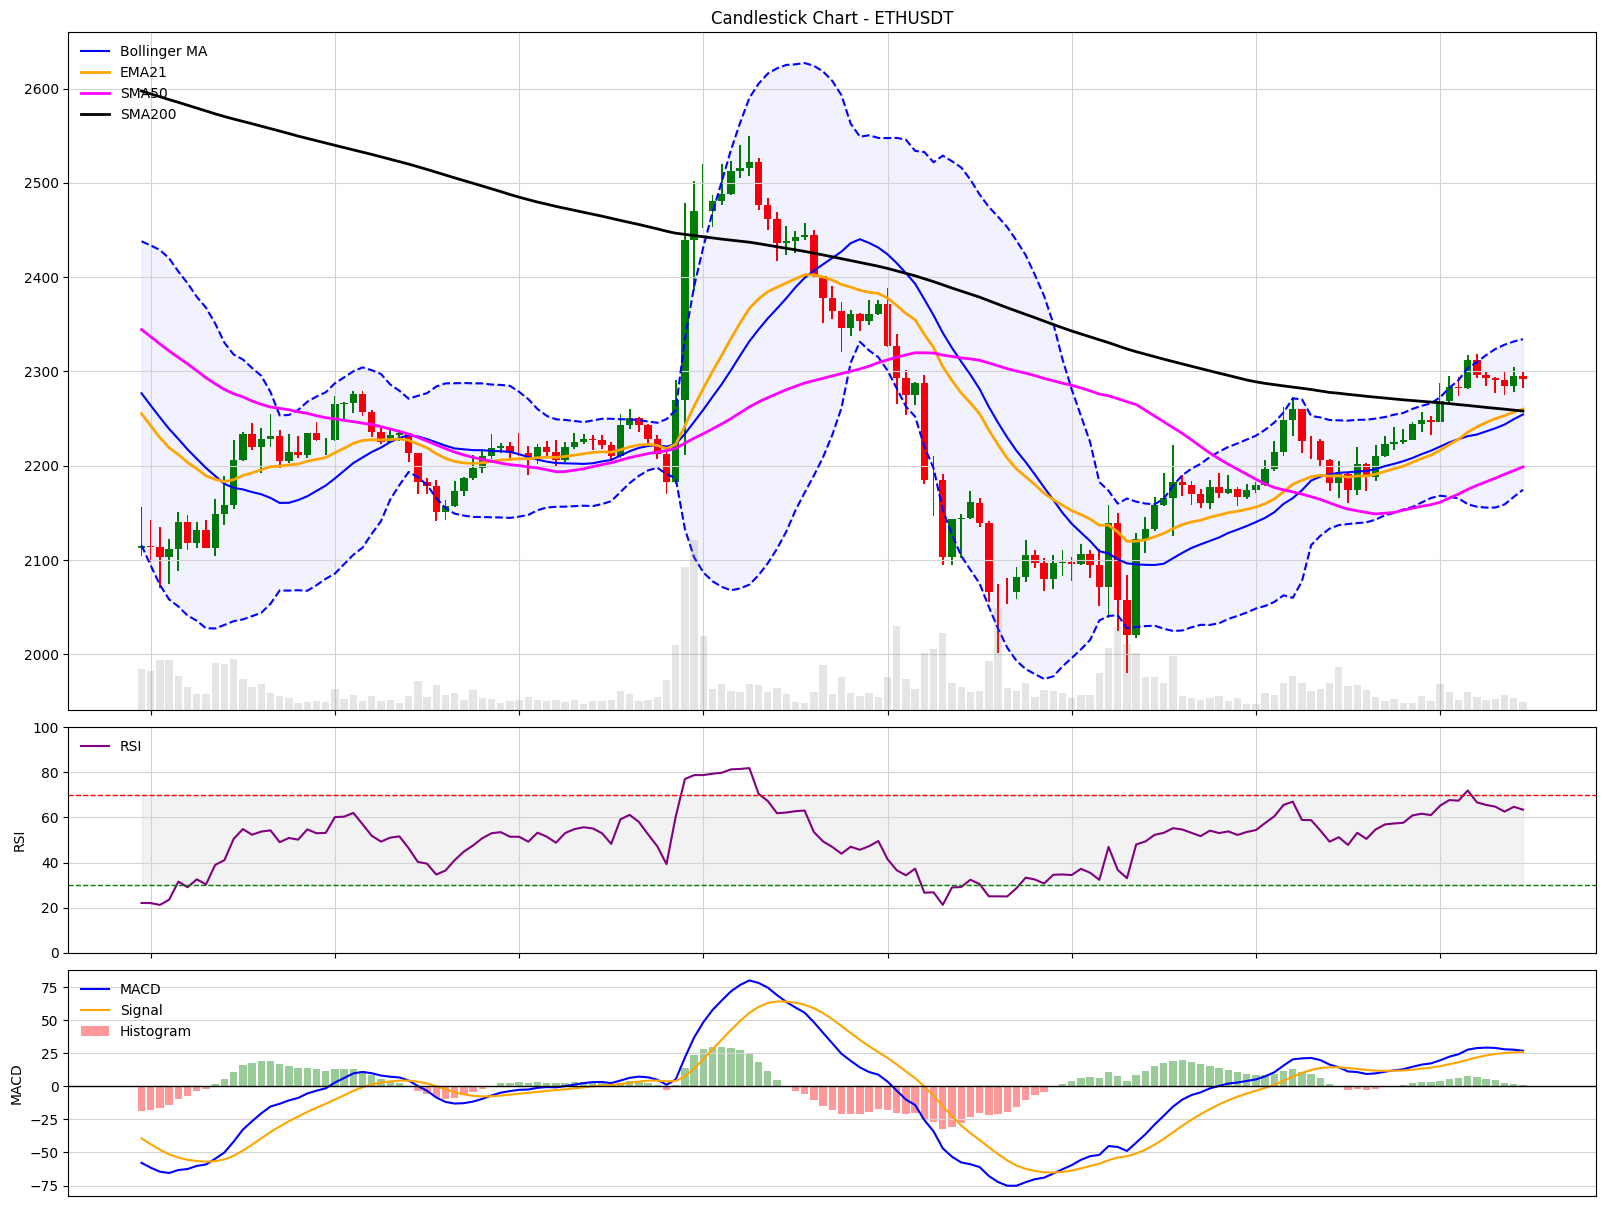 Candlestick Chart - ETHUSDT
Bollinger MA
EMA21
SMA50
SMA200
2600
2500
2400
2300
2200
2100
2000
RSI
100
80
60
40
20
0
RSI
MACD
Signal
Histogram
75
50
25
0
−25
−50
−75
MACD